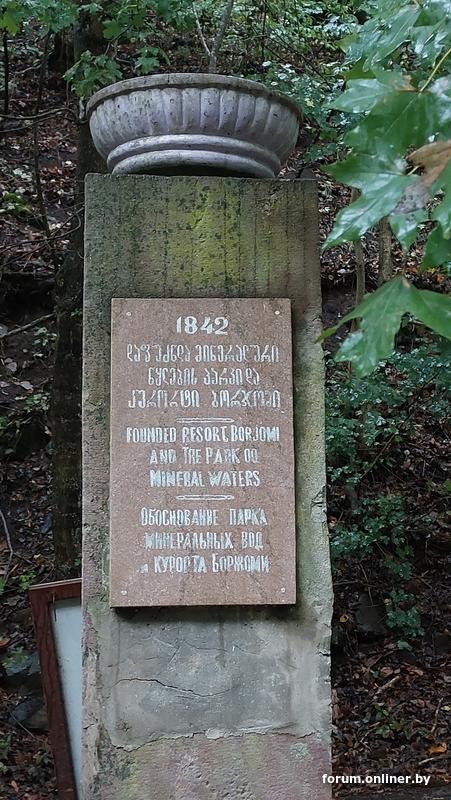 1842
დაფუძნდა მინერალური
წყლების პარკი და
კურორტი ბორჯომი
FOUNDED RESORT, BORJOMI
AND THE PARK OQ
MINERAL WATERS
ОБОСНОВАНИЕ ПАРКА
МИНЕРАЛЬНЫХ ВОД
И КУРОРТА БОРЖОМИ
forum.onliner.by